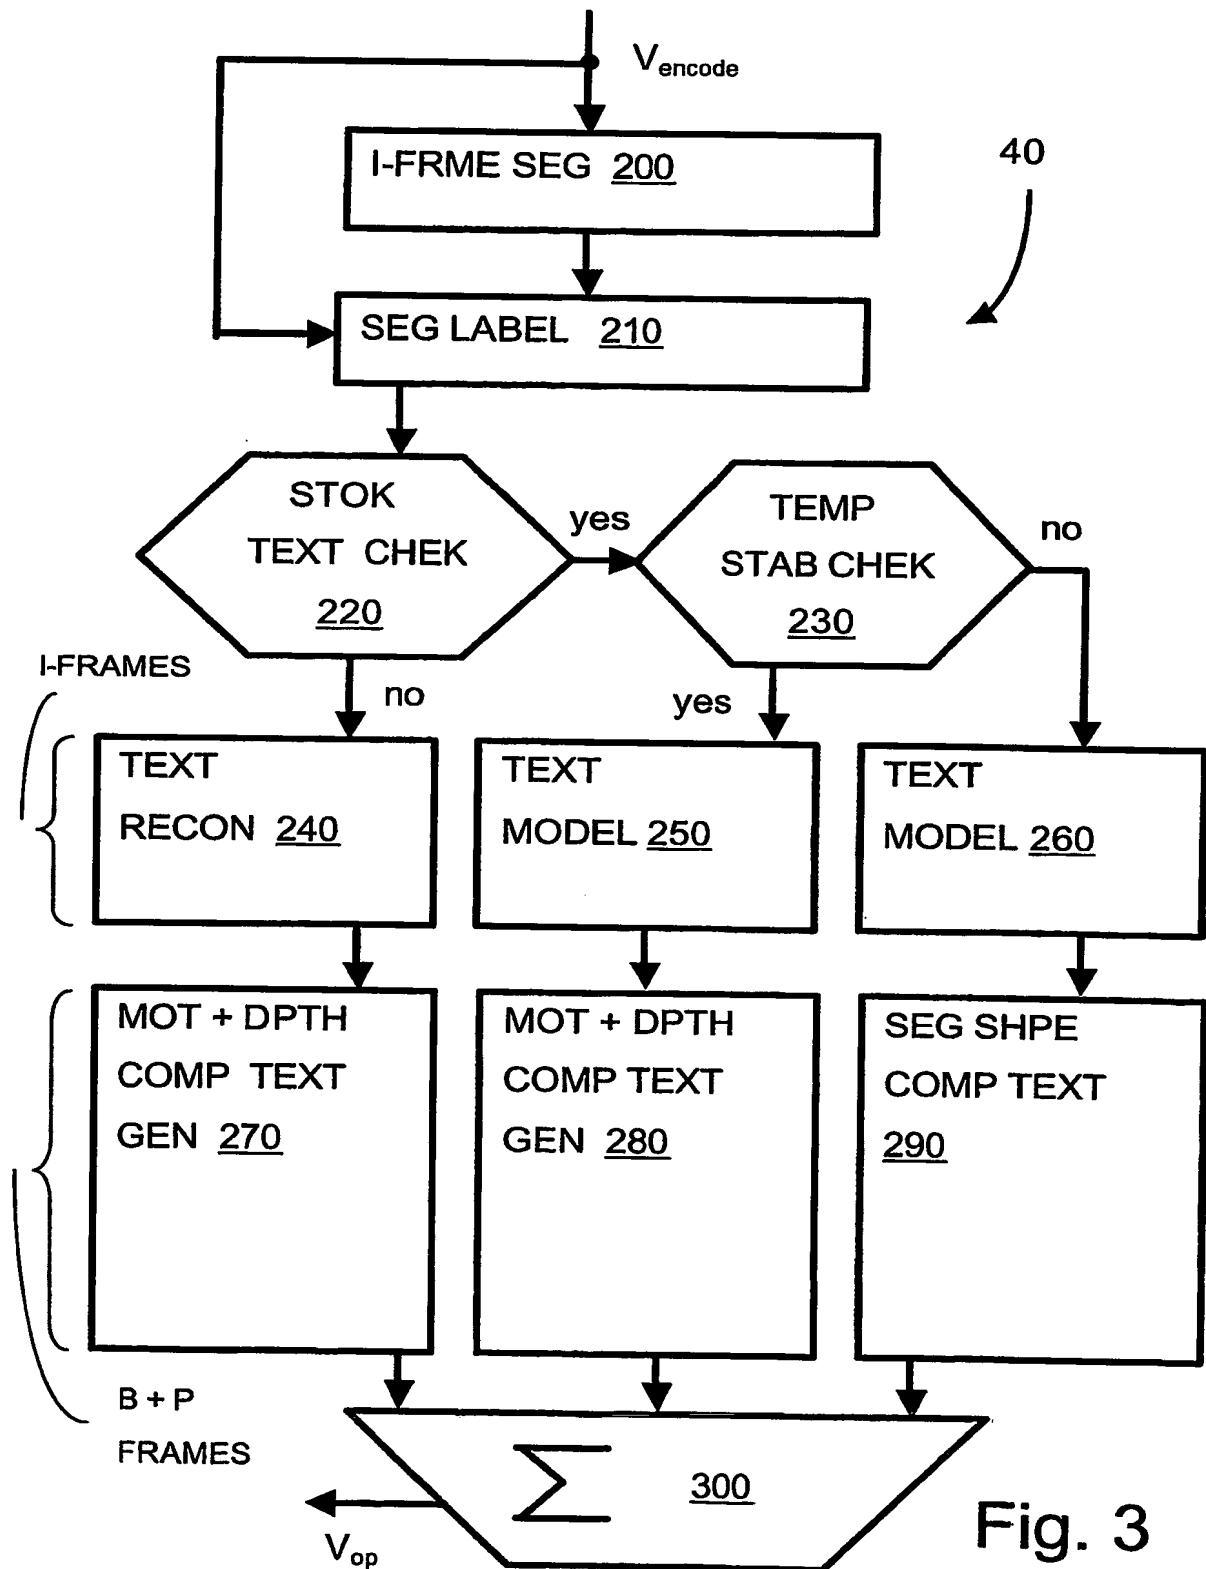 V encode
I-FRME SEG 200
40
SEG LABEL 210
STOK
TEXT CHEK
220
yes
TEMP
STAB CHEK
230
no
I-FRAMES
no
yes
TEXT
RECON 240
TEXT
MODEL 250
TEXT
MODEL 260
MOT + DPTH
COMP TEXT
GEN 270
MOT + DPTH
COMP TEXT
GEN 280
SEG SHPE
COMP TEXT
290
B + P
FRAMES
Σ 300
V op
Fig. 3